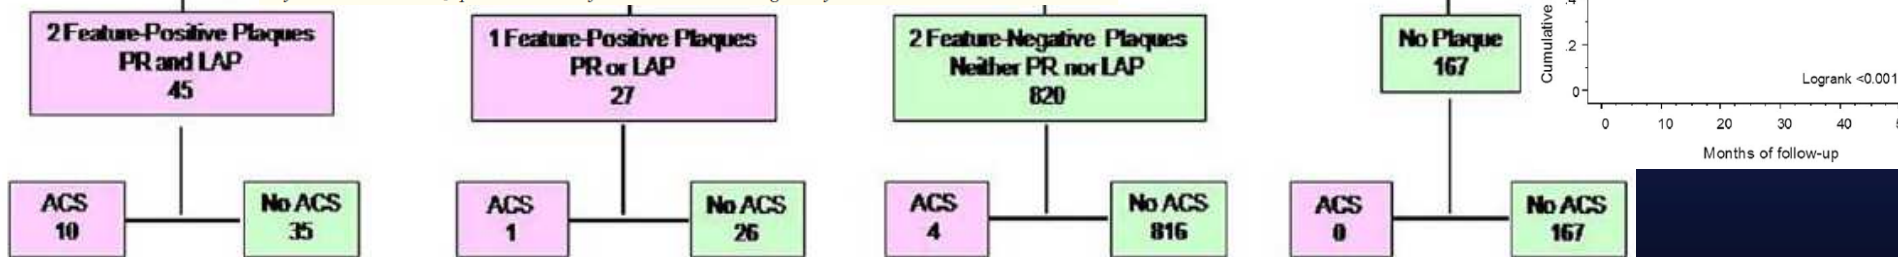 2 Feature-Positive Plaques
PR and LAP
45
1 Feature-Positive Plaques
PR or LAP
27
2 Feature-Negative Plaques
Neither PR nor LAP
820
No Plaque
167
ACS
10
No ACS
35
ACS
1
No ACS
26
ACS
4
No ACS
816
ACS
0
No ACS
167
Cumulative
.4
.2
0
Logrank <0.001
0 10 20 30 40
Months of follow-up